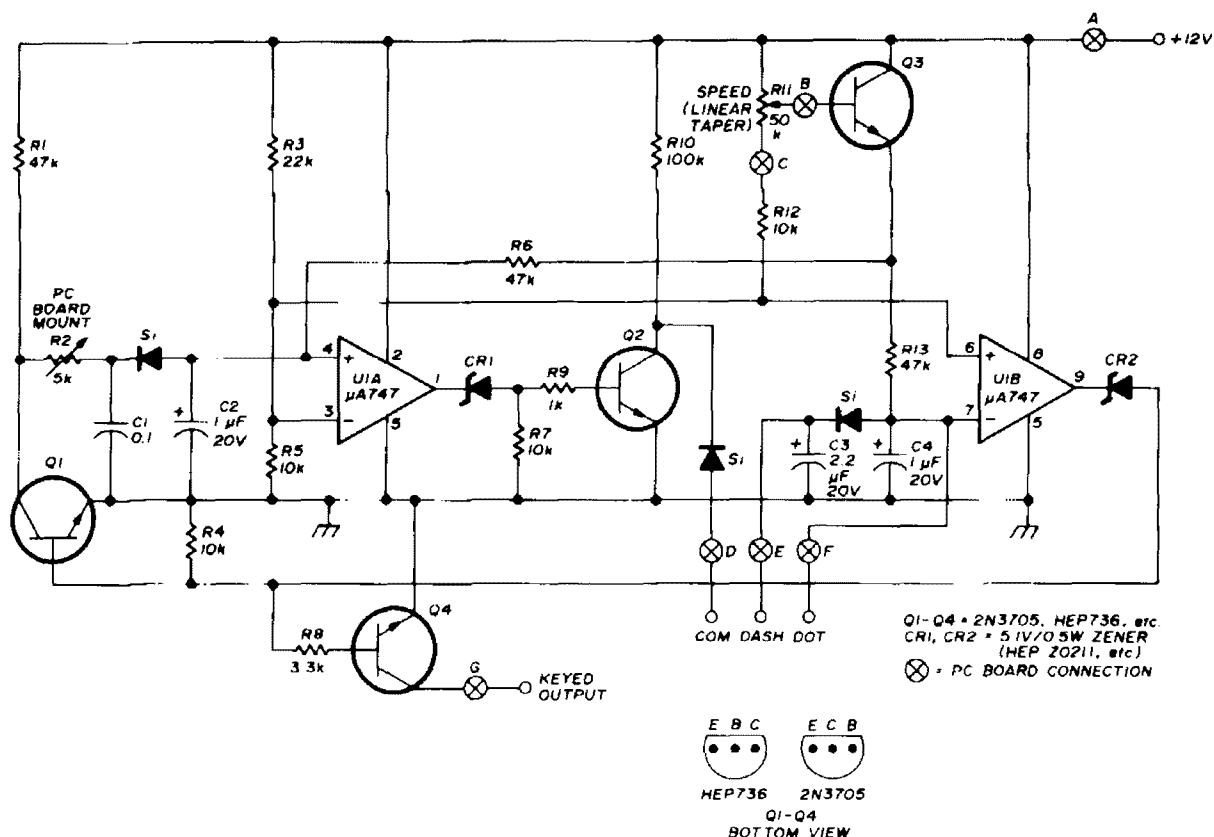 A
+12V
Q3
SPEED
(LINEAR
TAPER)
R11
50
k
B
R1
47k
R3
22k
R10
100k
C
R12
10k
R6
47k
PC
BOARD
MOUNT
R2
5k
Si
4
+
2
U1A
μA747
1
3
−
5
CR1
R9
1k
Q2
R13
47k
6
+
8
U1B
μA747
9
7
−
5
CR2
C1
0.1
+
C2
1 μF
20V
R5
10k
R7
10k
Si
Si
+
C3
2.2
μF
20V
+
C4
1 μF
20V
Q1
R4
10k
D
E
F
Q4
R8
3.3k
COM DASH DOT
G
KEYED
OUTPUT
Q1-Q4 = 2N3705, HEP736, etc.
CR1, CR2 = 5.1V/0.5W ZENER
(HEP Z0211, etc)
= PC BOARD CONNECTION
E B C
E C B
HEP736
2N3705
Q1-Q4
BOTTOM VIEW